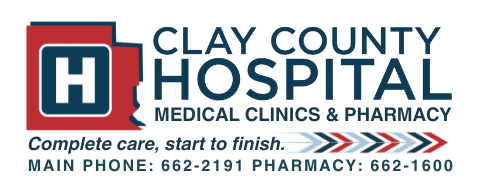 H
CLAY COUNTY
HOSPITAL
MEDICAL CLINICS & PHARMACY
Complete care, start to finish.
MAIN PHONE: 662-2191 PHARMACY: 662-1600